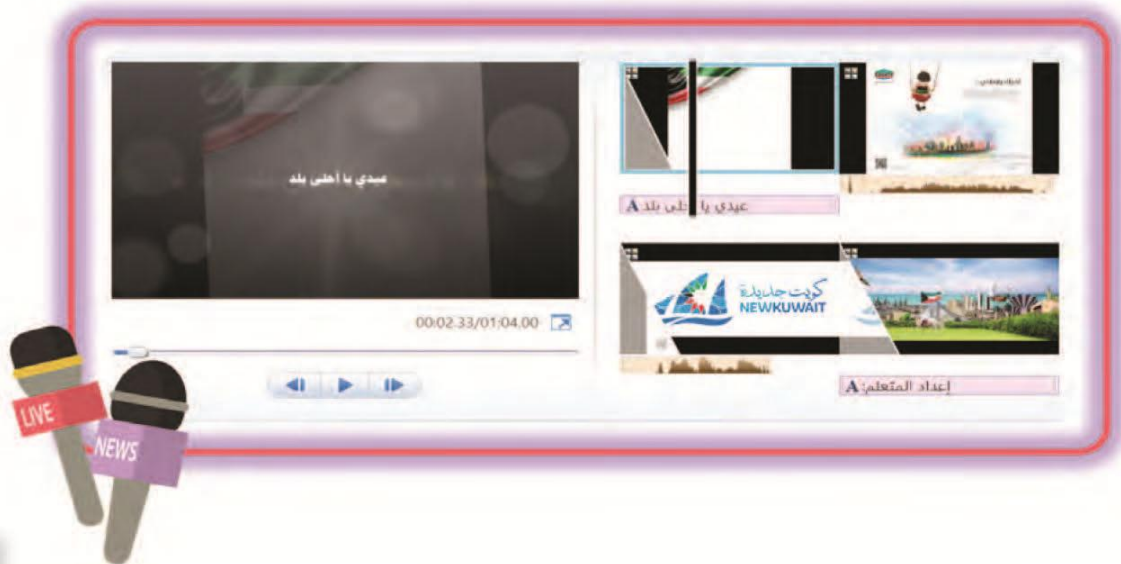 عيدي يا أحلى بلد
00:02.33/01:04.00
A عيدي يا حلى بلد
كويت جديدة
NEWKUWAIT
A إعداد المتعلم:
LIVE
NEWS